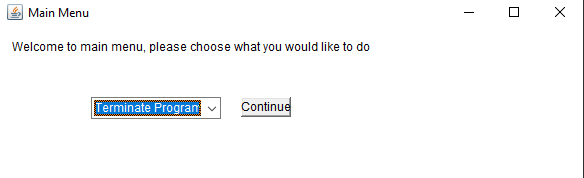 Main Menu
Welcome to main menu, please choose what you would like to do
Terminate Program Continue